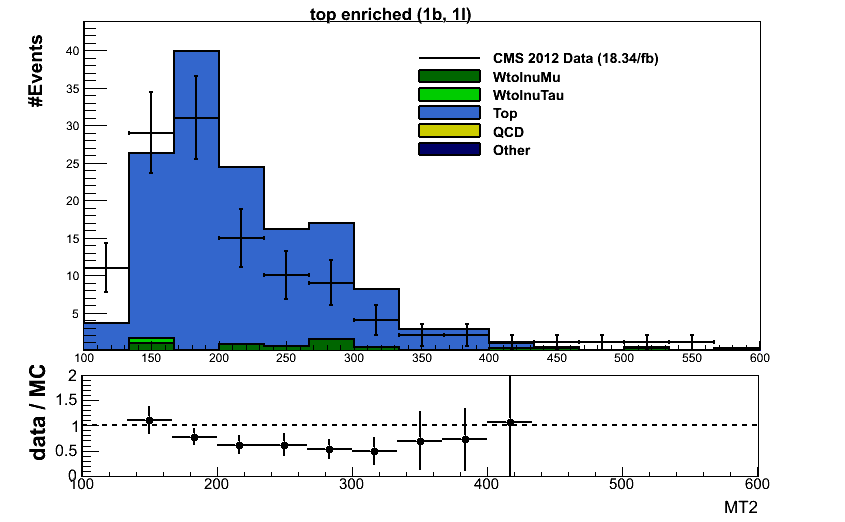 top enriched (1b, 1l)
#Events
40
35
30
25
20
15
10
5
CMS 2012 Data (18.34/fb)
WtolnuMu
WtolnuTau
Top
QCD
Other
100 150 200 250 300 350 400 450 500 550 600
data / MC
2
1.5
1
0.5
0
100 200 300 400 500 600
MT2